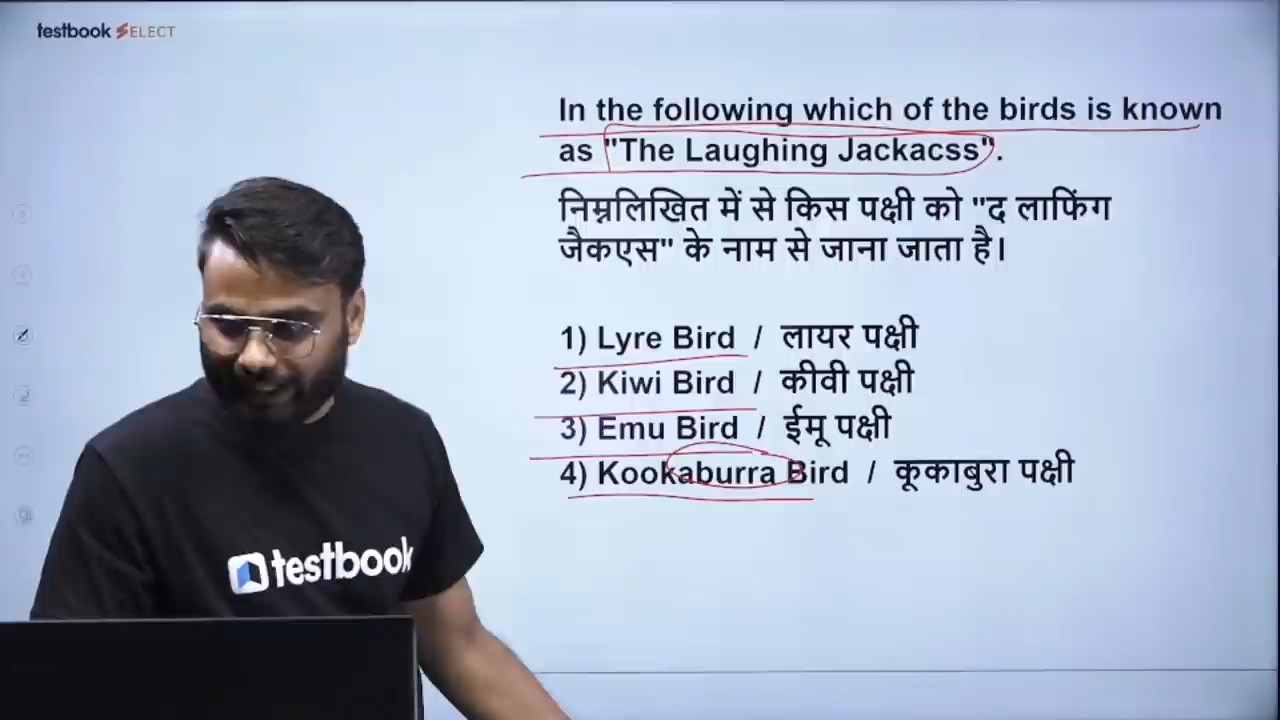 testbook SELECT
In the following which of the birds is known
as "The Laughing Jackacss".
निम्नलिखित में से किस पक्षी को "द लाफिंग
जैकएस" के नाम से जाना जाता है।
1) Lyre Bird / लायर पक्षी
2) Kiwi Bird / कीवी पक्षी
3) Emu Bird / ईमू पक्षी
4) Kookaburra Bird / कूकाबुरा पक्षी
testbook